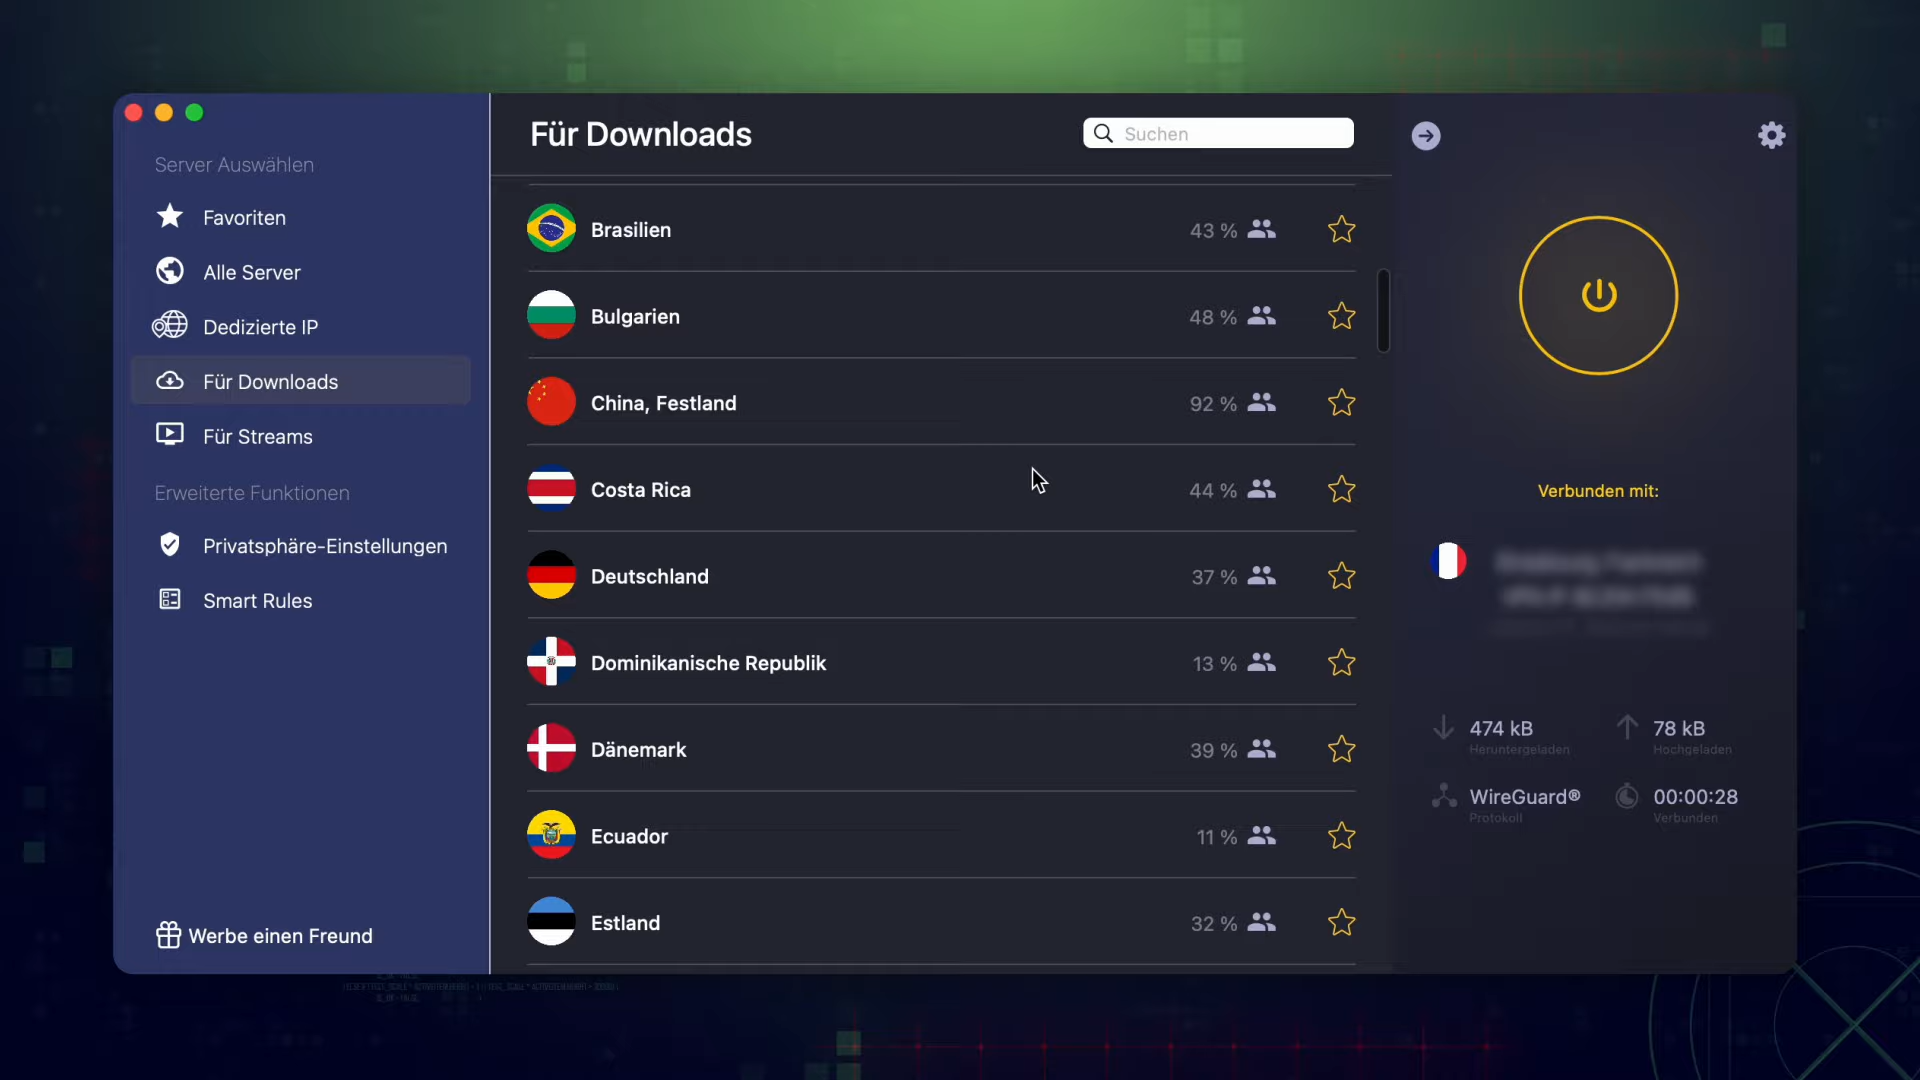 Server Auswählen
Favoriten
Alle Server
Dedizierte IP
Für Downloads
Für Streams
Erweiterte Funktionen
Privatsphäre-Einstellungen
Smart Rules
Werbe einen Freund
Für Downloads
Suchen
Brasilien 43 %
Bulgarien 48 %
China, Festland 92 %
Costa Rica 44 %
Deutschland 37 %
Dominikanische Republik 13 %
Dänemark 39 %
Ecuador 11 %
Estland 32 %
Verbunden mit:
474 kB
Heruntergeladen
78 kB
Hochgeladen
WireGuard®
Protokoll
00:00:28
Verbunden